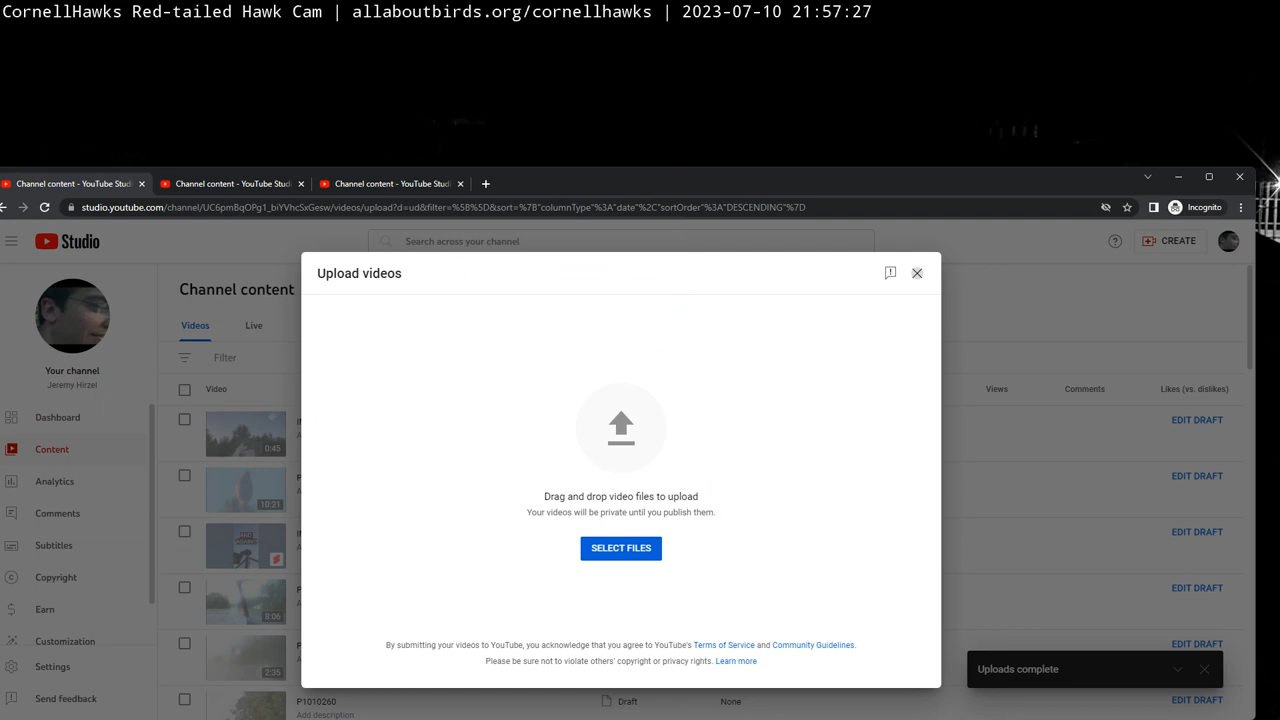 CornellHawks Red-tailed Hawk Cam | allaboutbirds.org/cornellhawks | 2023-07-10 21:57:27
Channel content - YouTube Studi
Channel content - YouTube Studi
Channel content - YouTube Studi
studio.youtube.com/channel/UC6pmBqOPg1_biYVhcSxGesw/videos/upload?d=ud&filter=%5B%5D&sort=%7B"columnType"%3A"date"%2C"sortOrder"%3A"DESCENDING"%7D
Incognito
Studio
Search across your channel
CREATE
Upload videos
Channel content
Videos
Live
Your channel
Jeremy Hirzel
Filter
Video
Views
Comments
Likes (vs. dislikes)
Dashboard
Content
Analytics
Comments
Subtitles
Copyright
Earn
Customization
Settings
Send feedback
0:45
EDIT DRAFT
10:21
EDIT DRAFT
EDIT DRAFT
8:06
EDIT DRAFT
2:35
EDIT DRAFT
Drag and drop video files to upload
Your videos will be private until you publish them.
SELECT FILES
By submitting your videos to YouTube, you acknowledge that you agree to YouTube's Terms of Service and Community Guidelines.
Please be sure not to violate others' copyright or privacy rights. Learn more
Uploads complete
P1010260
Add description
Draft
None
EDIT DRAFT